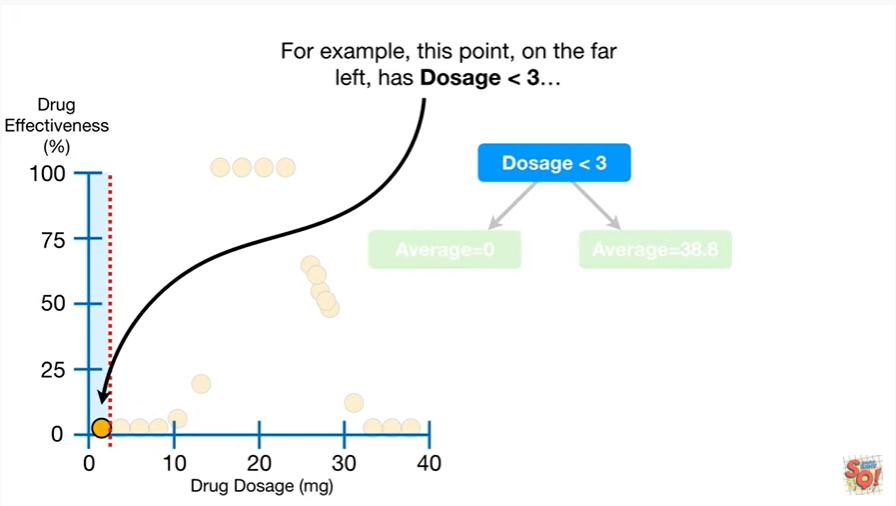 For example, this point, on the far
left, has Dosage < 3…
Drug
Effectiveness
(%)
100
75
50
25
0
0 10 20 30 40
Drug Dosage (mg)
Dosage < 3
Average=0 Average=38.8
SQ!